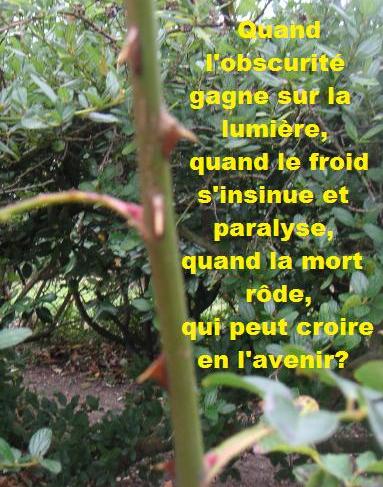 Quand
l'obscurité
gagne sur la
lumière,
quand le froid
s'insinue et
paralyse,
quand la mort
rôde,
qui peut croire
en l'avenir?